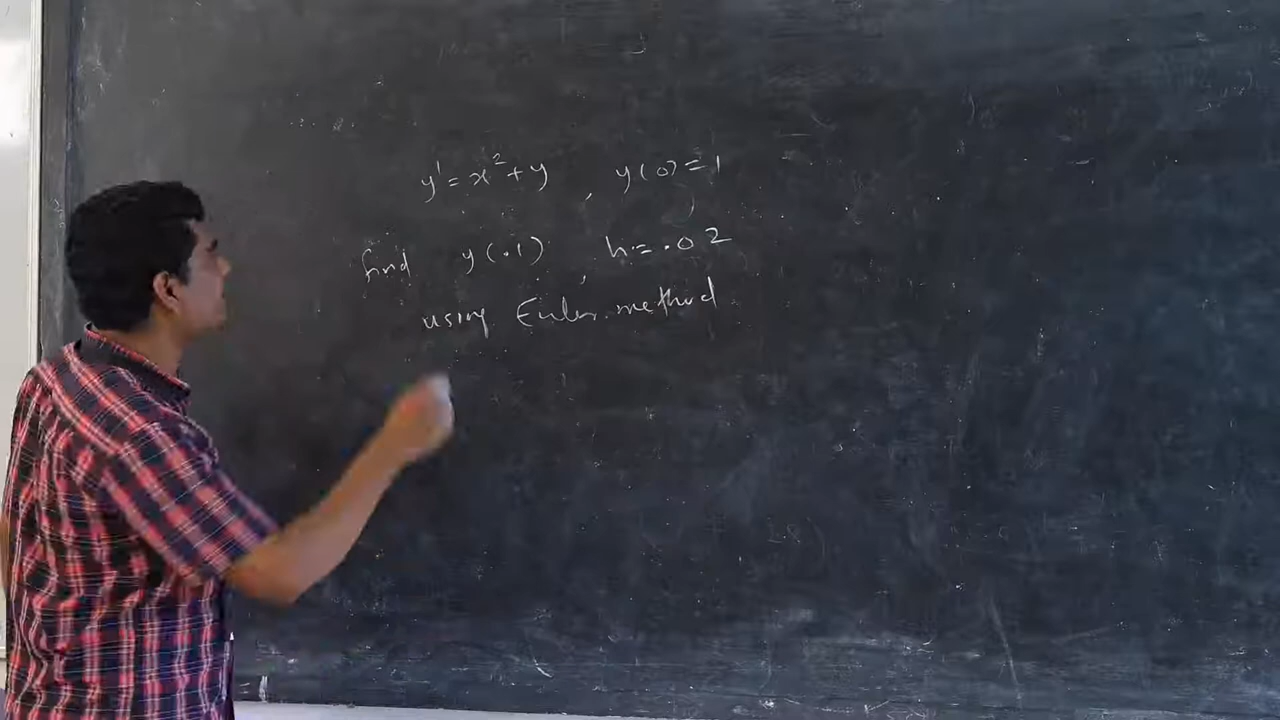 y' = x² + y , y(0) = 1
find y(.1) , h = .02
using Euler method